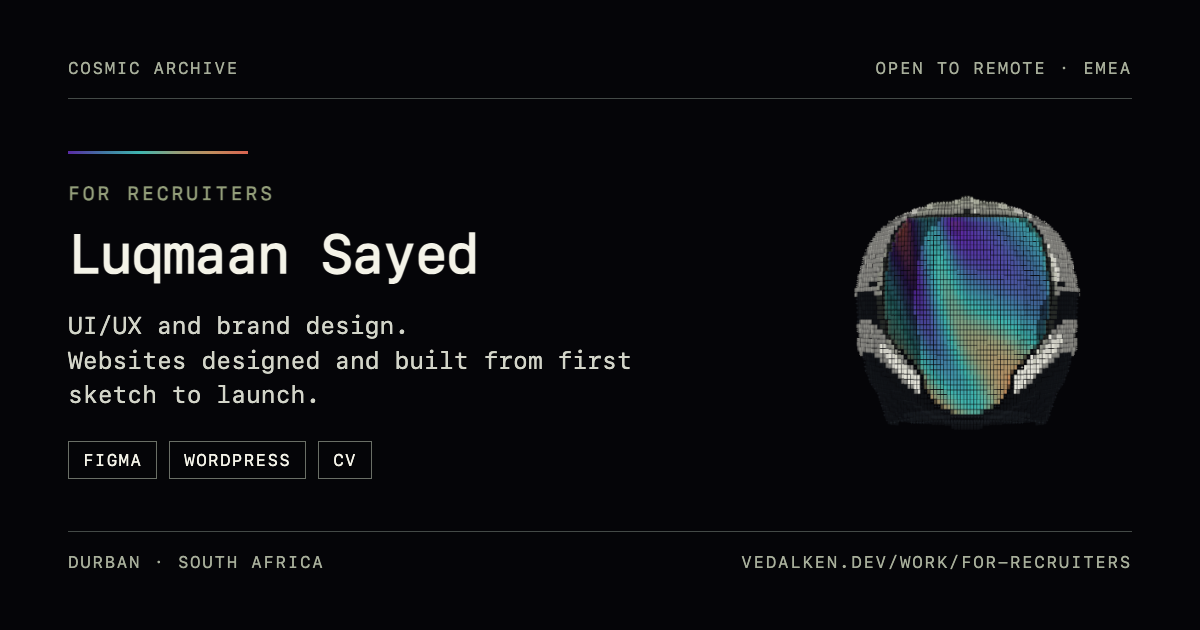 COSMIC ARCHIVE
OPEN TO REMOTE · EMEA
FOR RECRUITERS
Luqmaan Sayed
UI/UX and brand design.
Websites designed and built from first
sketch to launch.
FIGMA
WORDPRESS
CV
DURBAN · SOUTH AFRICA
VEDALKEN.DEV/WORK/FOR-RECRUITERS